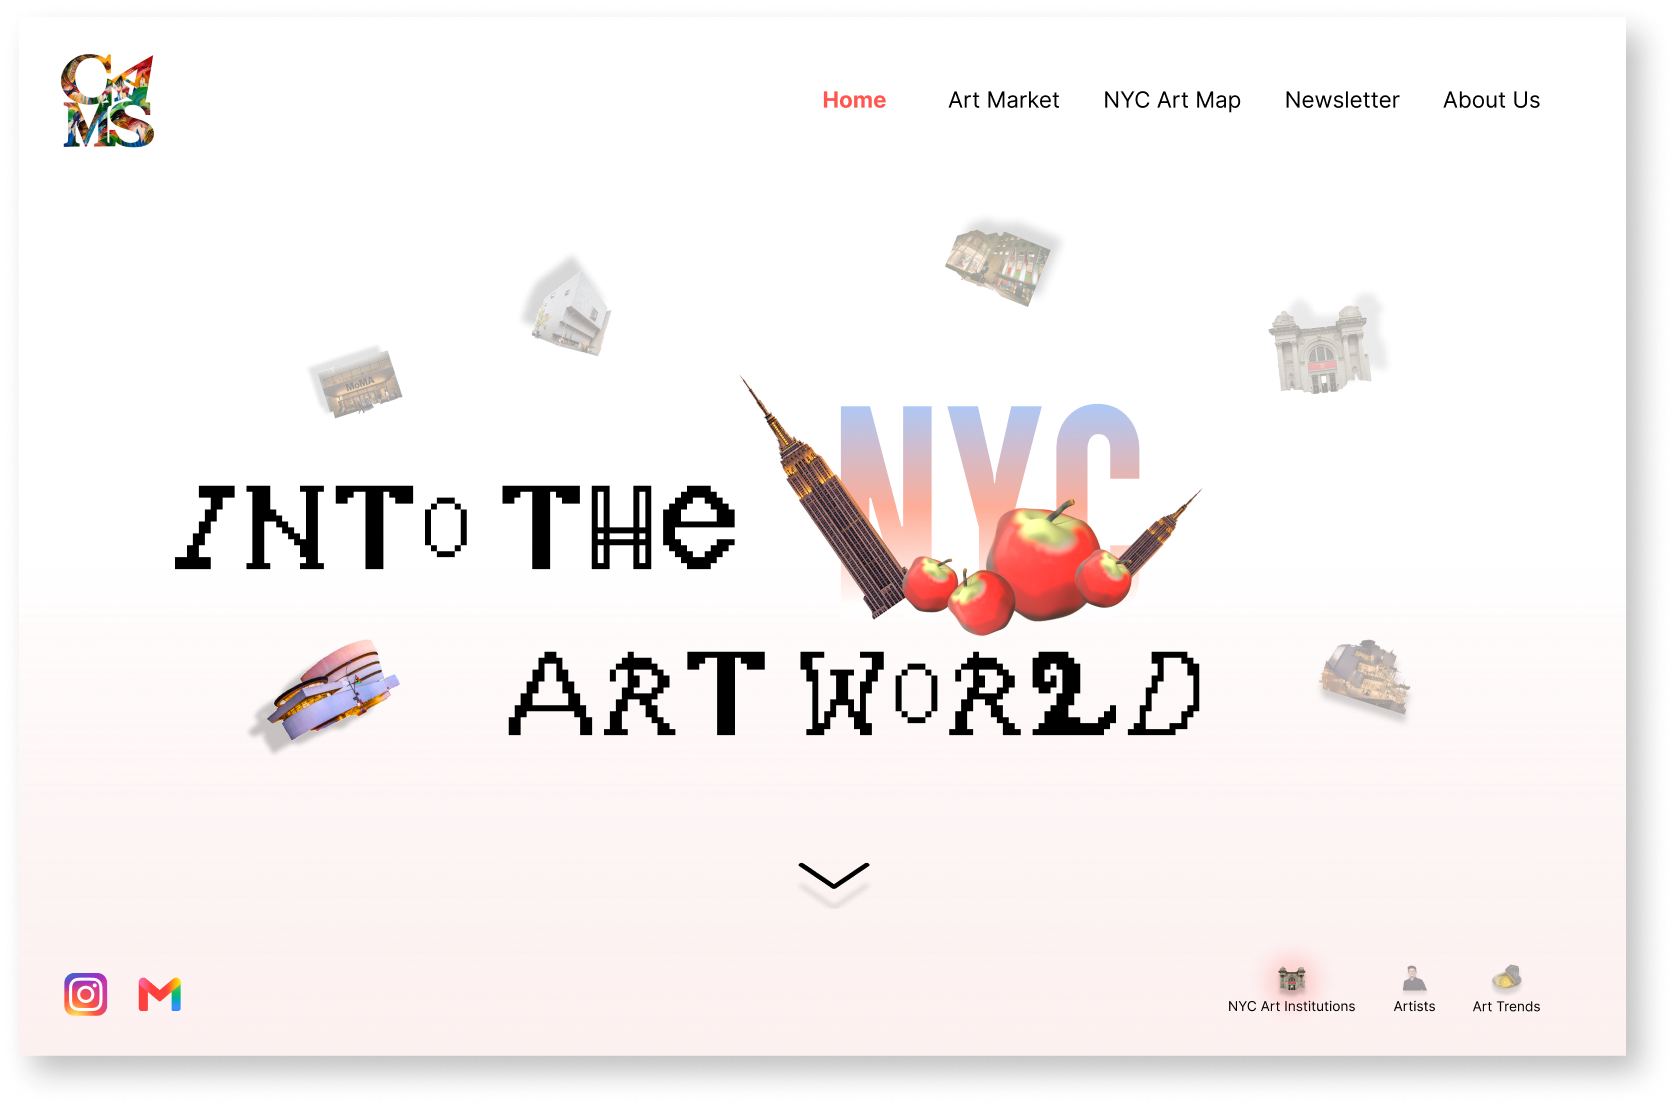 CAMS
Home Art Market NYC Art Map Newsletter About Us
MoMA
NYC
INTO THE
ART WORLD
NYC Art Institutions Artists Art Trends